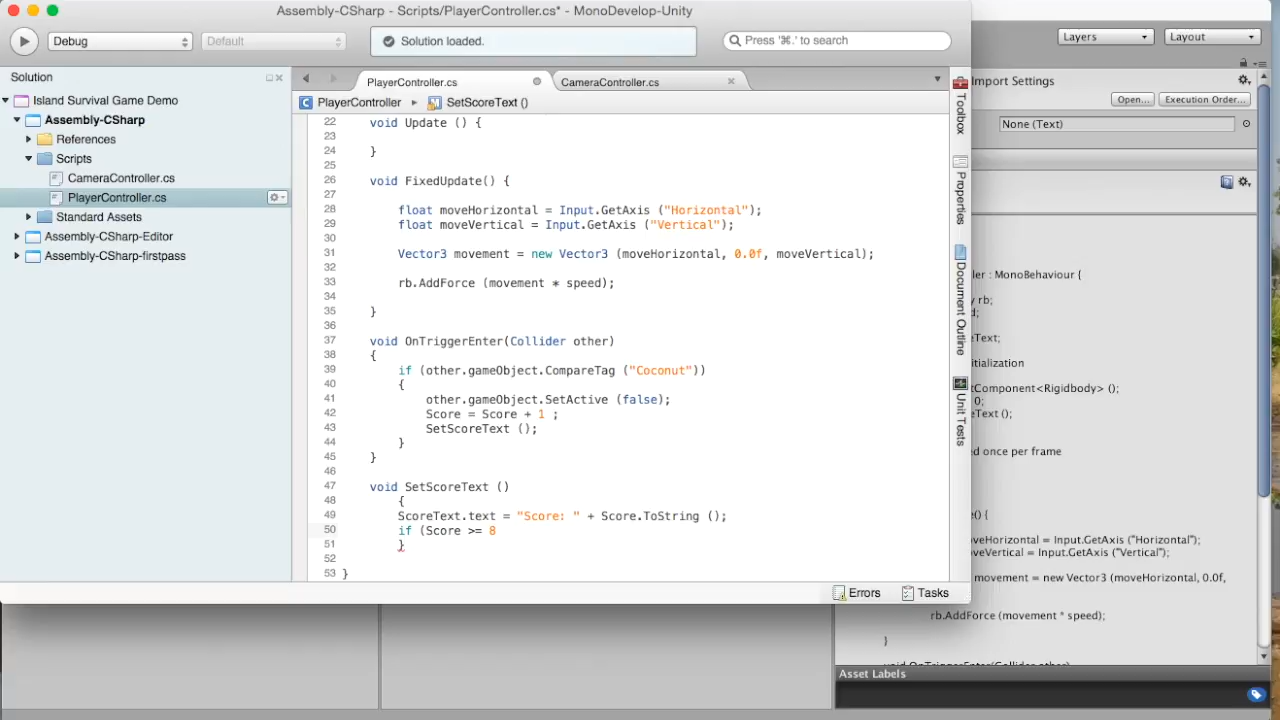 Assembly-CSharp - Scripts/PlayerController.cs* - MonoDevelop-Unity
Debug
Default
Solution loaded.
Press '⌘.' to search
Layers
Layout
Solution
PlayerController.cs
CameraController.cs
Import Settings
Open...
Execution Order...
None (Text)
PlayerController
SetScoreText ()
Island Survival Game Demo
Assembly-CSharp
References
Scripts
CameraController.cs
PlayerController.cs
Standard Assets
Assembly-CSharp-Editor
Assembly-CSharp-firstpass
22 void Update () {
23
24 }
25
26 void FixedUpdate() {
27
28 float moveHorizontal = Input.GetAxis ("Horizontal");
29 float moveVertical = Input.GetAxis ("Vertical");
30
31 Vector3 movement = new Vector3 (moveHorizontal, 0.0f, moveVertical);
32
33 rb.AddForce (movement * speed);
34
35 }
36
37 void OnTriggerEnter(Collider other)
38 {
39 if (other.gameObject.CompareTag ("Coconut"))
40 {
41 other.gameObject.SetActive (false);
42 Score = Score + 1 ;
43 SetScoreText ();
44 }
45 }
46
47 void SetScoreText ()
48 {
49 ScoreText.text = "Score: " + Score.ToString ();
50 if (Score >= 8
51 }
52
53 }
Toolbox
Properties
Document Outline
Unit Tests
Errors
Tasks
: MonoBehaviour {
rb;
itialization
Component<Rigidbody> ();
0;
Text ();
once per frame
() {
oveHorizontal = Input.GetAxis ("Horizontal");
oveVertical = Input.GetAxis ("Vertical");
movement = new Vector3 (moveHorizontal, 0.0f,
rb.AddForce (movement * speed);
}
void OnTriggerEnter(Collider other)
Asset Labels